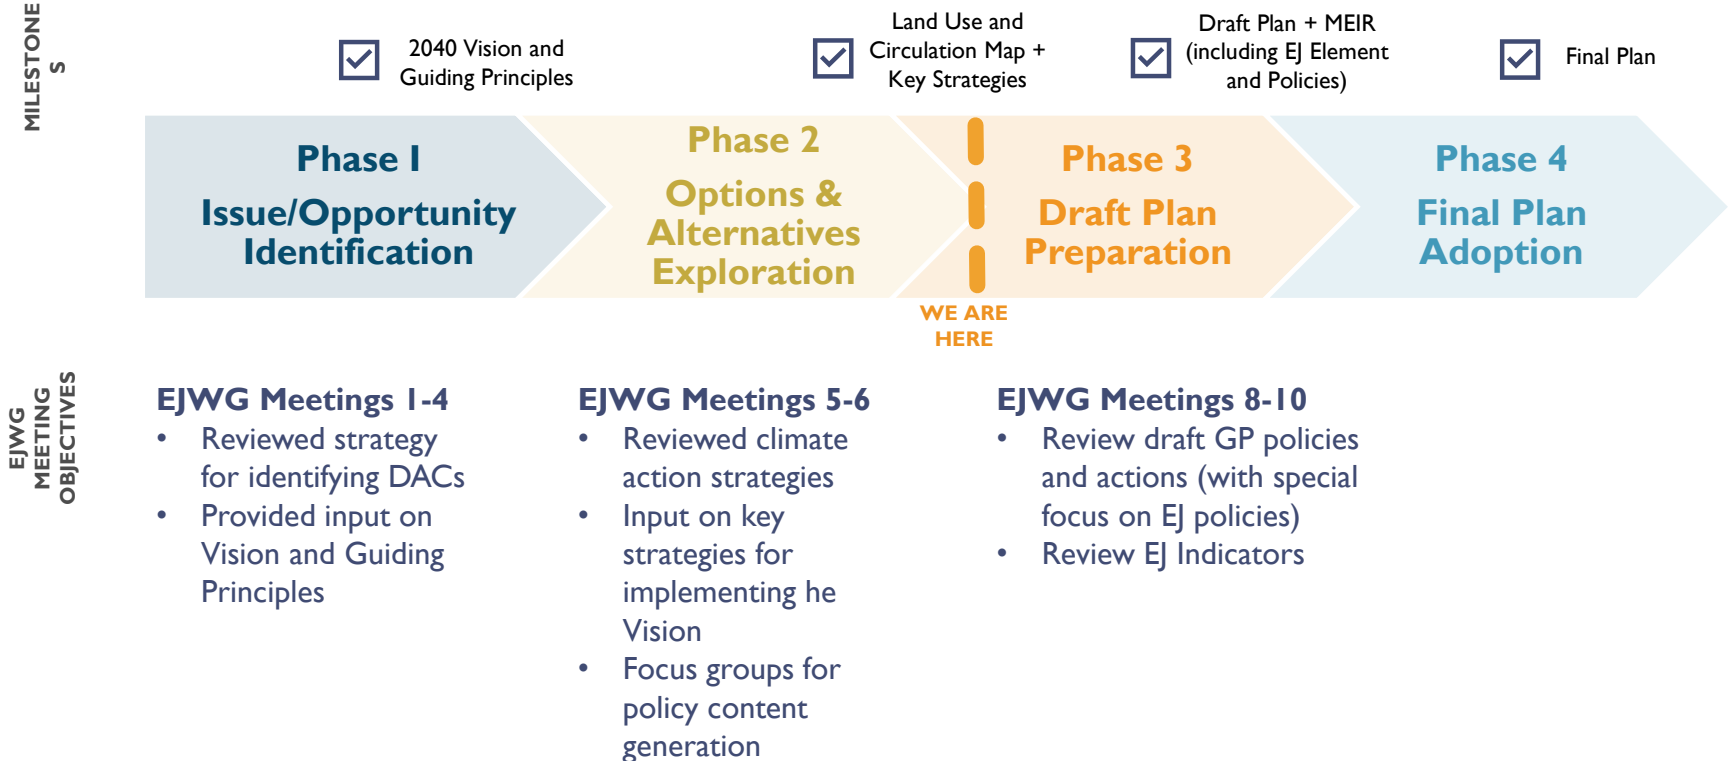 MILESTONE
S
2040 Vision and
Guiding Principles
Land Use and
Circulation Map +
Key Strategies
Draft Plan + MEIR
(including EJ Element
and Policies)
Final Plan
Phase 1
Issue/Opportunity
Identification
Phase 2
Options &
Alternatives
Exploration
Phase 3
Draft Plan
Preparation
Phase 4
Final Plan
Adoption
WE ARE
HERE
EJWG
MEETING
OBJECTIVES
EJWG Meetings 1-4
• Reviewed strategy
for identifying DACs
• Provided input on
Vision and Guiding
Principles
EJWG Meetings 5-6
• Reviewed climate
action strategies
• Input on key
strategies for
implementing he
Vision
• Focus groups for
policy content
generation
EJWG Meetings 8-10
• Review draft GP policies
and actions (with special
focus on EJ policies)
• Review EJ Indicators